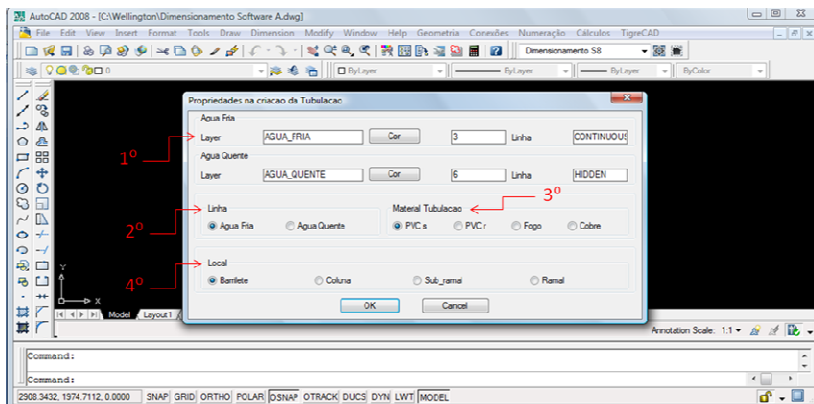 AutoCAD 2008 - [C:\Wellington\Dimensionamento Software A.dwg]
File Edit View Insert Format Tools Draw Dimension Modify Window Help Geometria Conexões Numeração Cálculos TigreCAD
Dimensionamento S8
0 ByLayer ByLayer ByLayer ByColor
Propriedades na criacao da Tubulacao
Agua Fria
1º Layer AGUA_FRIA Cor 3 Linha CONTINUOUS
Agua Quente
Layer AGUA_QUENTE Cor 6 Linha HIDDEN
3º
Linha Material Tubulacao
2º Agua Fria Agua Quente PVC s PVC r Fogo Cobre
Local
4º Barrilete Coluna Sub_ramal Ramal
OK Cancel
Y
X
Model Layout1
Annotation Scale: 1:1
Command:
Command:
2908.3432, 1974.7112, 0.0000 SNAP GRID ORTHO POLAR OSNAP OTRACK DUCS DYN LWT MODEL